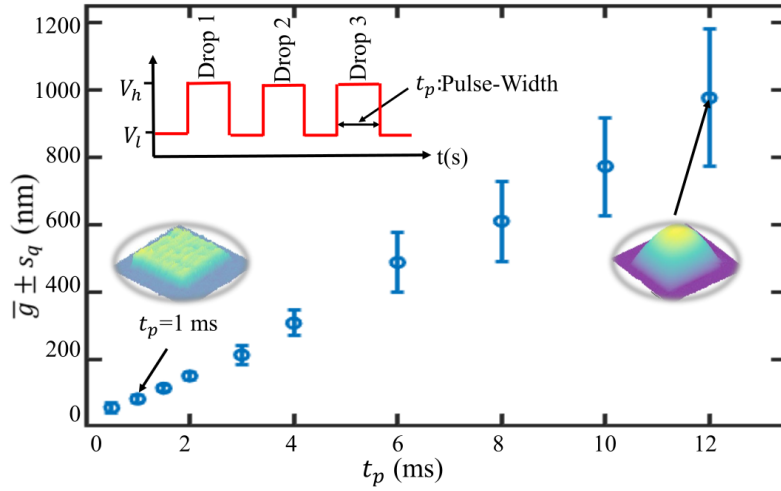 1200
1000
800
600
400
200
0
g̅ ± s_q (nm)
Drop 1
Drop 2
Drop 3
V_h
V_l
t_p:Pulse-Width
t(s)
t_p=1 ms
0 2 4 6 8 10 12
t_p (ms)